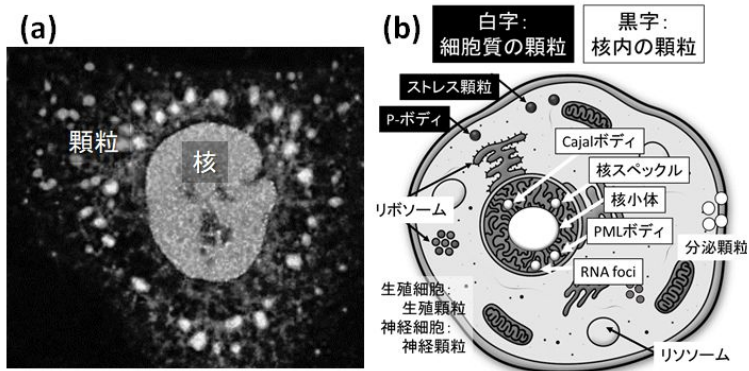 (a)
顆粒
核
(b)
白字:
細胞質の顆粒
黒字:
核内の顆粒
ストレス顆粒
P-ボディ
Cajalボディ
核スペックル
核小体
リボソーム
PMLボディ
分泌顆粒
RNA foci
生殖細胞:
生殖顆粒
神経細胞:
神経顆粒
リソソーム